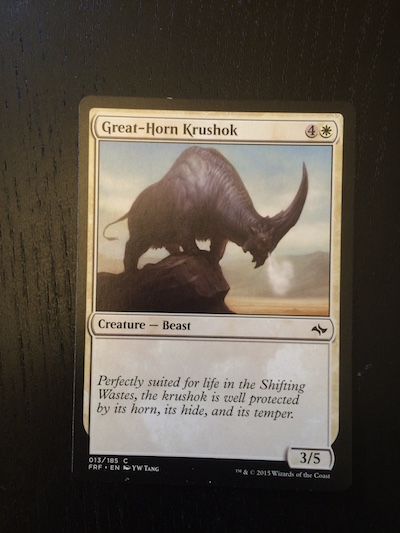 Great-Horn Krushok 4
Creature — Beast
Perfectly suited for life in the Shifting
Wastes, the krushok is well protected
by its horn, its hide, and its temper.
3/5
013/185 C
FRF • EN YW Tang
™ & © 2015 Wizards of the Coast